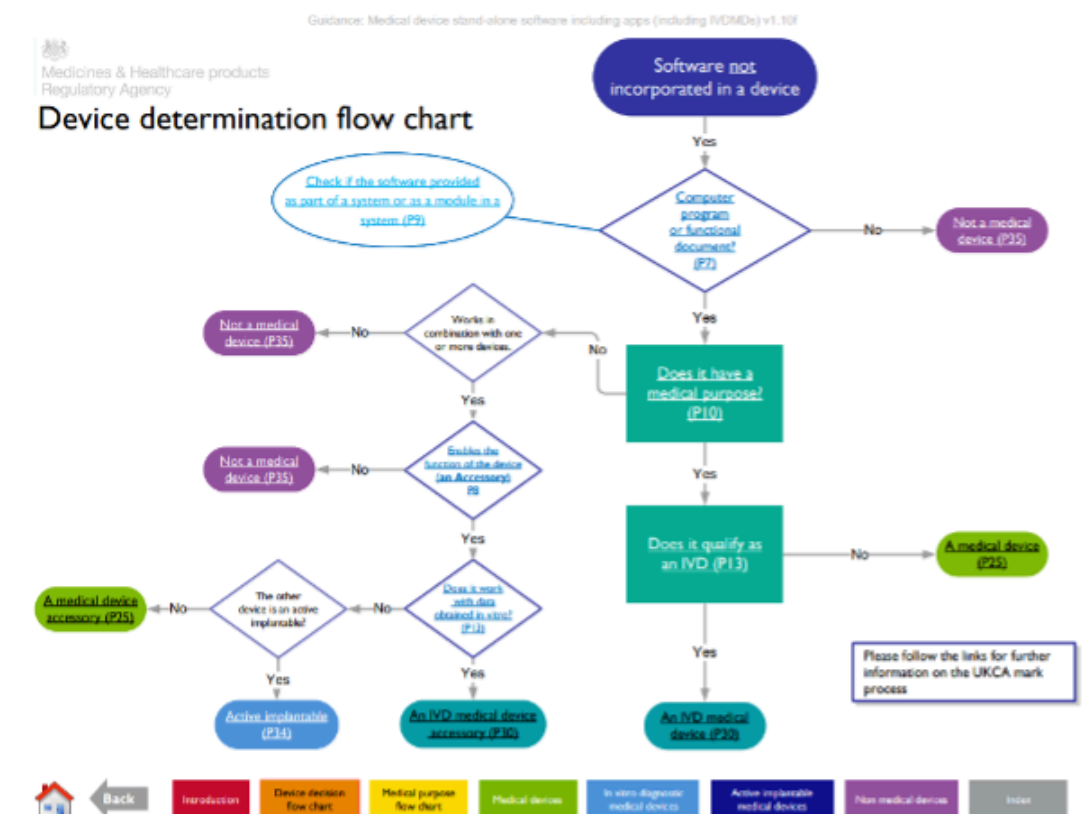 Guidance: Medical device stand-alone software including apps (including IVDMDs) v1.10f
Medicines & Healthcare products
Regulatory Agency
Device determination flow chart
Software not
incorporated in a device
Yes
Check if the software provided
as part of a system or as a module in a
system (P9)
Computer
program
or functional
document?
(P7)
No
Not a medical
device (P35)
Yes
Not a medical
device (P35)
No
Works in
combination with one
or more devices.
No
Does it have a
medical purpose?
(P10)
Yes
Not a medical
device (P35)
No
Enables the
function of the device
(an Accessory)
P8
Yes
Does it qualify as
an IVD (P13)
No
A medical device
(P25)
Yes
A medical device
accessory (P25)
No
The other
device is an active
implantable?
No
Does it work
with data
obtained in vitro?
(P13)
Yes
Please follow the links for further
information on the UKCA mark
process
Yes
Yes
Active implantable
(P34)
An IVD medical device
accessory (P30)
An IVD medical
device (P30)
Back
Introduction
Device decision
flow chart
Medical purpose
flow chart
Medical devices
In vitro diagnostic
medical devices
Active implantable
medical devices
Non medical devices
Index